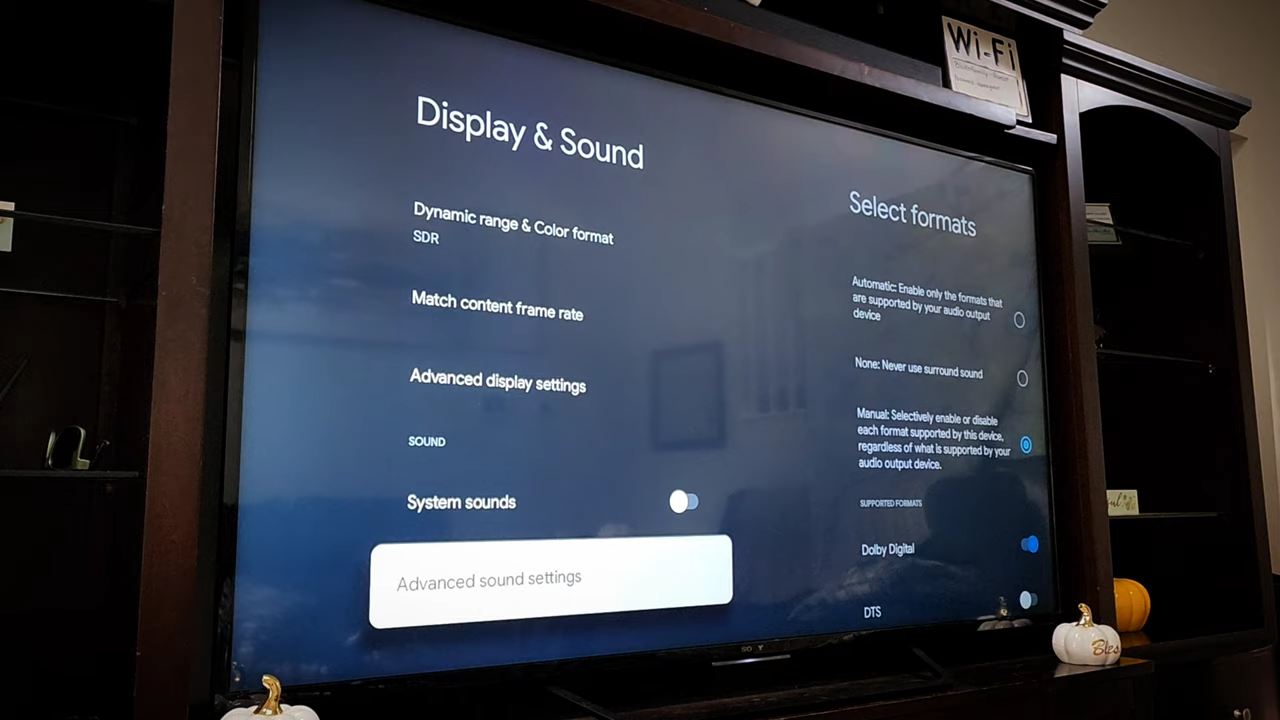 Wi-Fi
Display & Sound
Dynamic range & Color format
SDR
Match content frame rate
Advanced display settings
SOUND
System sounds
Advanced sound settings
Select formats
Automatic: Enable only the formats that
are supported by your audio output
device
None: Never use surround sound
Manual: Selectively enable or disable
each format supported by this device,
regardless of what is supported by your
audio output device.
SUPPORTED FORMATS
Dolby Digital
DTS
SONY